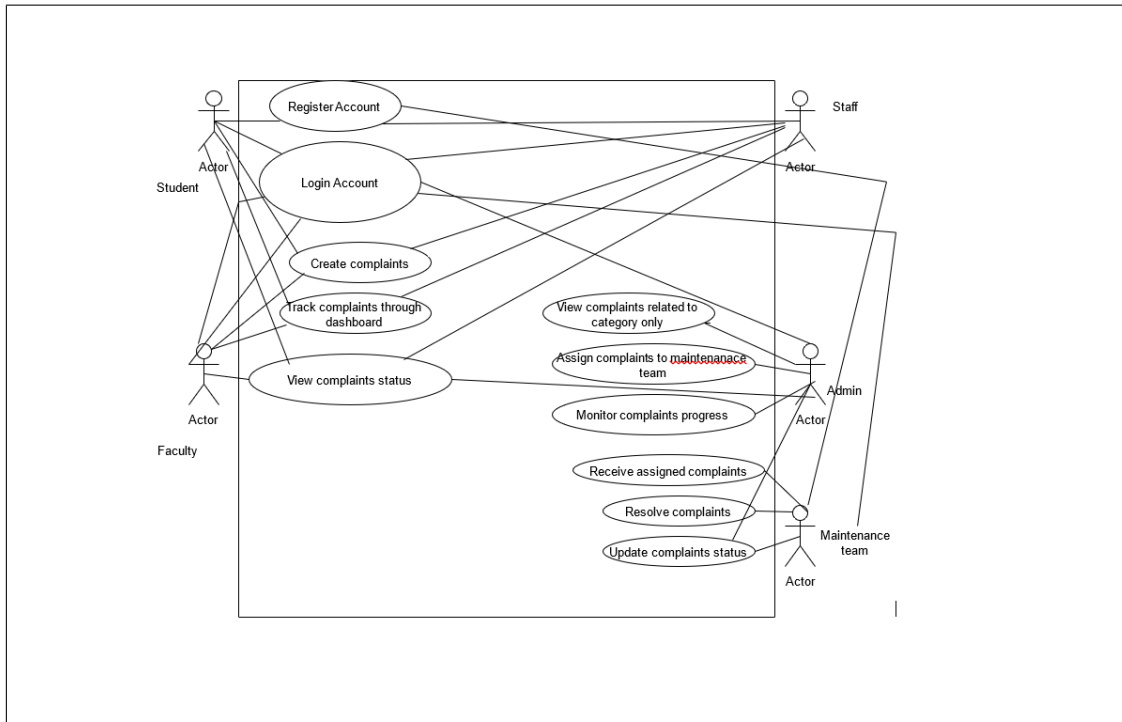 Register Account
Staff
Actor
Actor
Login Account
Student
Create complaints
Track complaints through
dashboard
View complaints related to
category only
Assign complaints to maintenanace
team
View complaints status
Admin
Actor
Monitor complaints progress
Actor
Faculty
Receive assigned complaints
Resolve complaints
Maintenance
team
Update complaints status
Actor